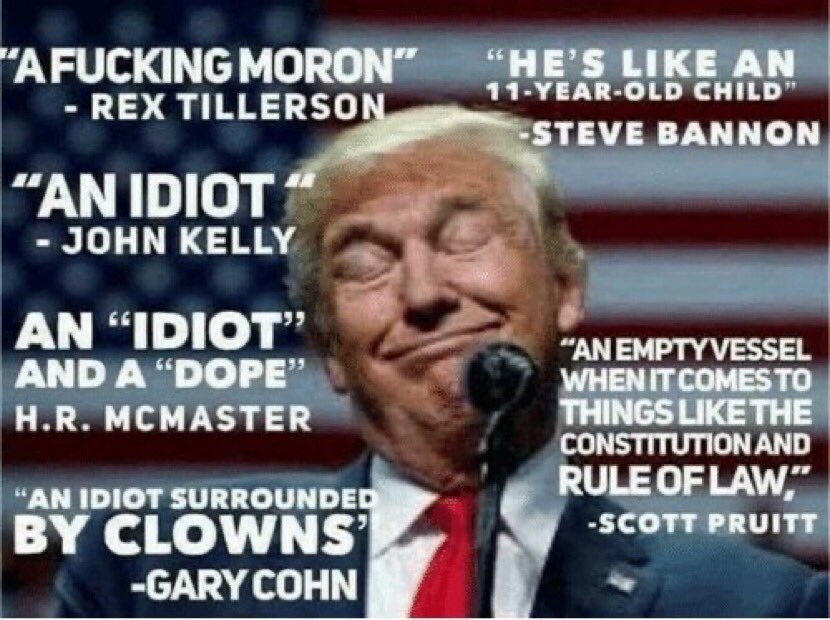 "A FUCKING MORON"
- REX TILLERSON
"HE'S LIKE AN
11-YEAR-OLD CHILD"
-STEVE BANNON
"AN IDIOT "
- JOHN KELLY
AN "IDIOT"
AND A "DOPE"
H.R. MCMASTER
"AN EMPTY VESSEL
WHEN IT COMES TO
THINGS LIKE THE
CONSTITUTION AND
RULE OF LAW,"
-SCOTT PRUITT
"AN IDIOT SURROUNDED
BY CLOWNS'
-GARY COHN